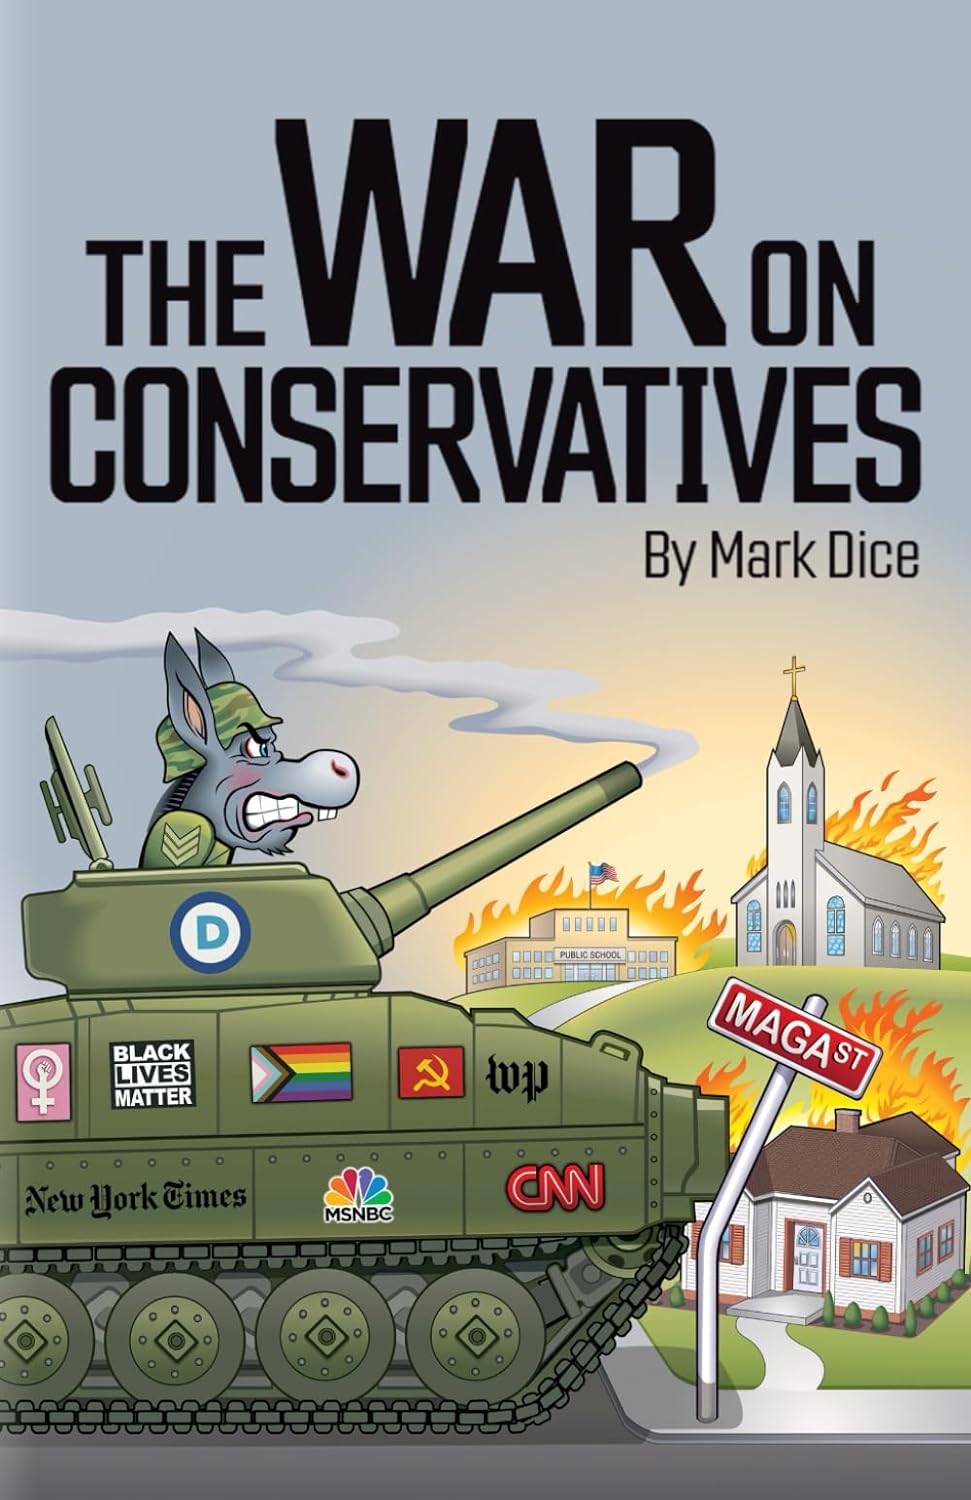 THE WAR ON
CONSERVATIVES
By Mark Dice
D
PUBLIC SCHOOL
MAGA ST
BLACK
LIVES
MATTER
wp
New York Times
MSNBC
CNN